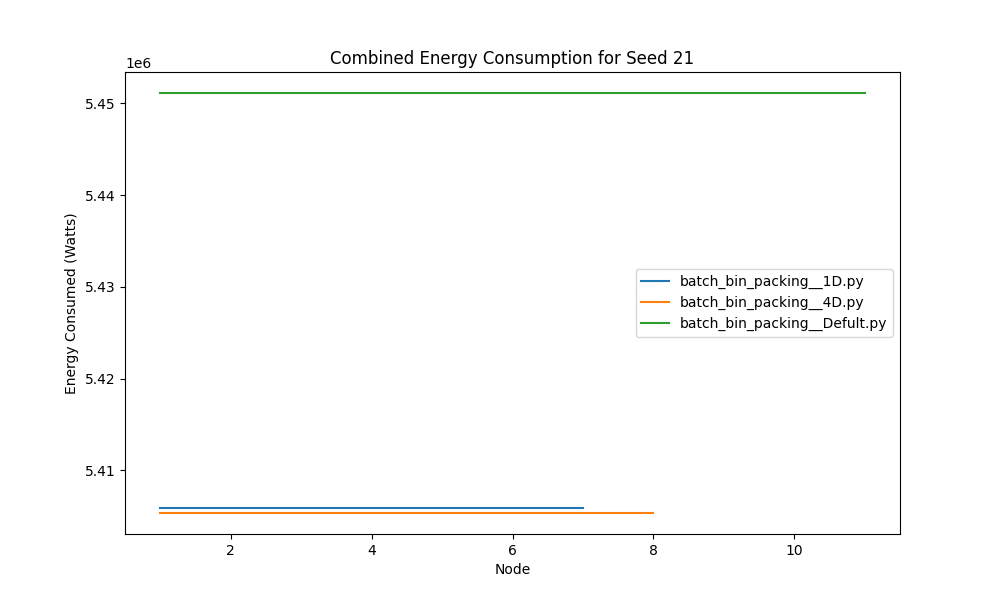 Combined Energy Consumption for Seed 21
1e6
5.45
5.44
5.43
5.42
5.41
Energy Consumed (Watts)
batch_bin_packing__1D.py
batch_bin_packing__4D.py
batch_bin_packing__Defult.py
2 4 6 8 10
Node